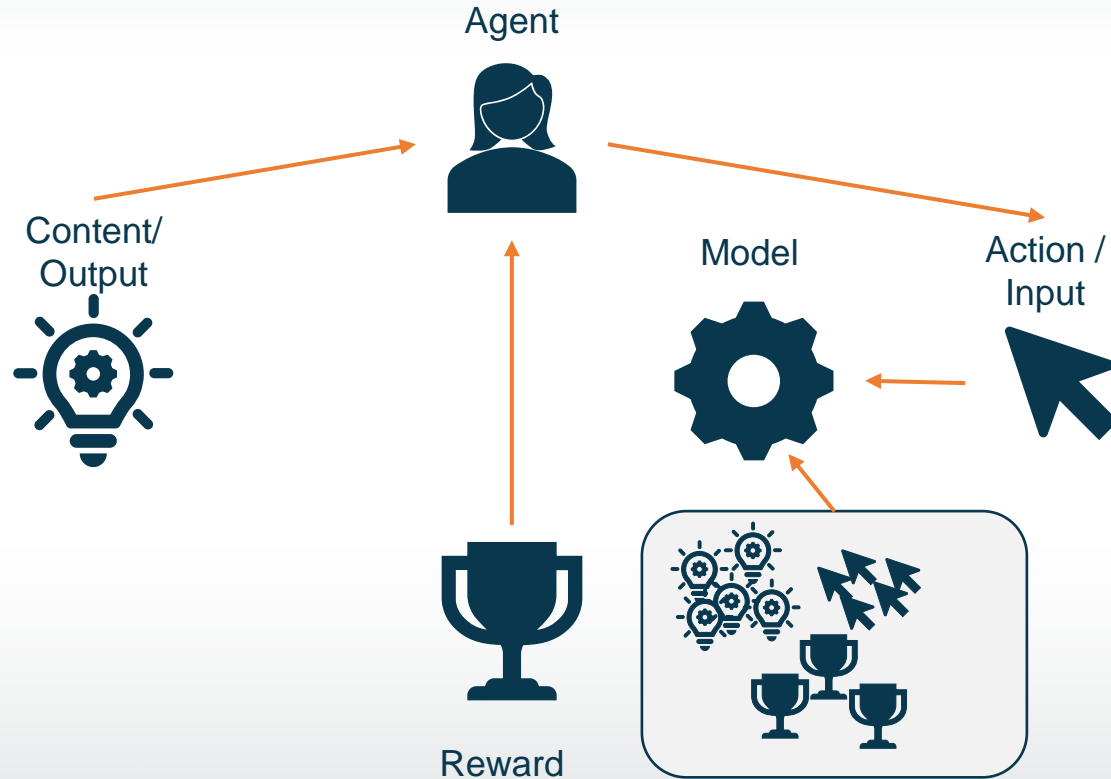 Agent
Content/
Output
Model
Action /
Input
Reward